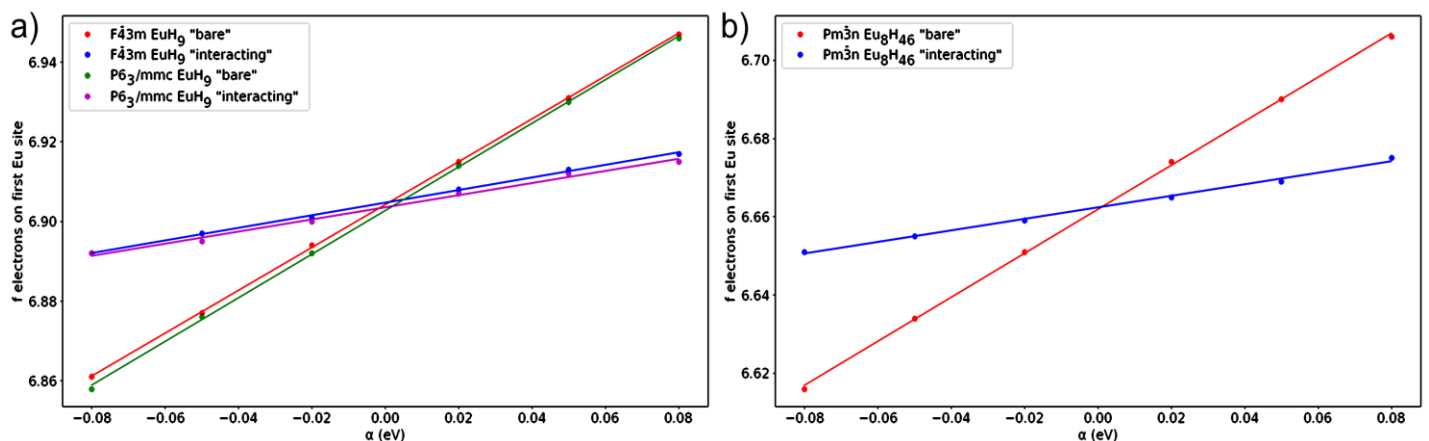 a)
F4̇3m EuH9 "bare"
F4̇3m EuH9 "interacting"
P63/mmc EuH9 "bare"
P63/mmc EuH9 "interacting"
6.94
6.92
6.90
6.88
6.86
f electrons on first Eu site
−0.08 −0.06 −0.04 −0.02 0.00 0.02 0.04 0.06 0.08
α (eV)
b)
Pm3̇n Eu8H46 "bare"
Pm3̇n Eu8H46 "interacting"
6.70
6.68
6.66
6.64
6.62
f electrons on first Eu site
−0.08 −0.06 −0.04 −0.02 0.00 0.02 0.04 0.06 0.08
α (eV)